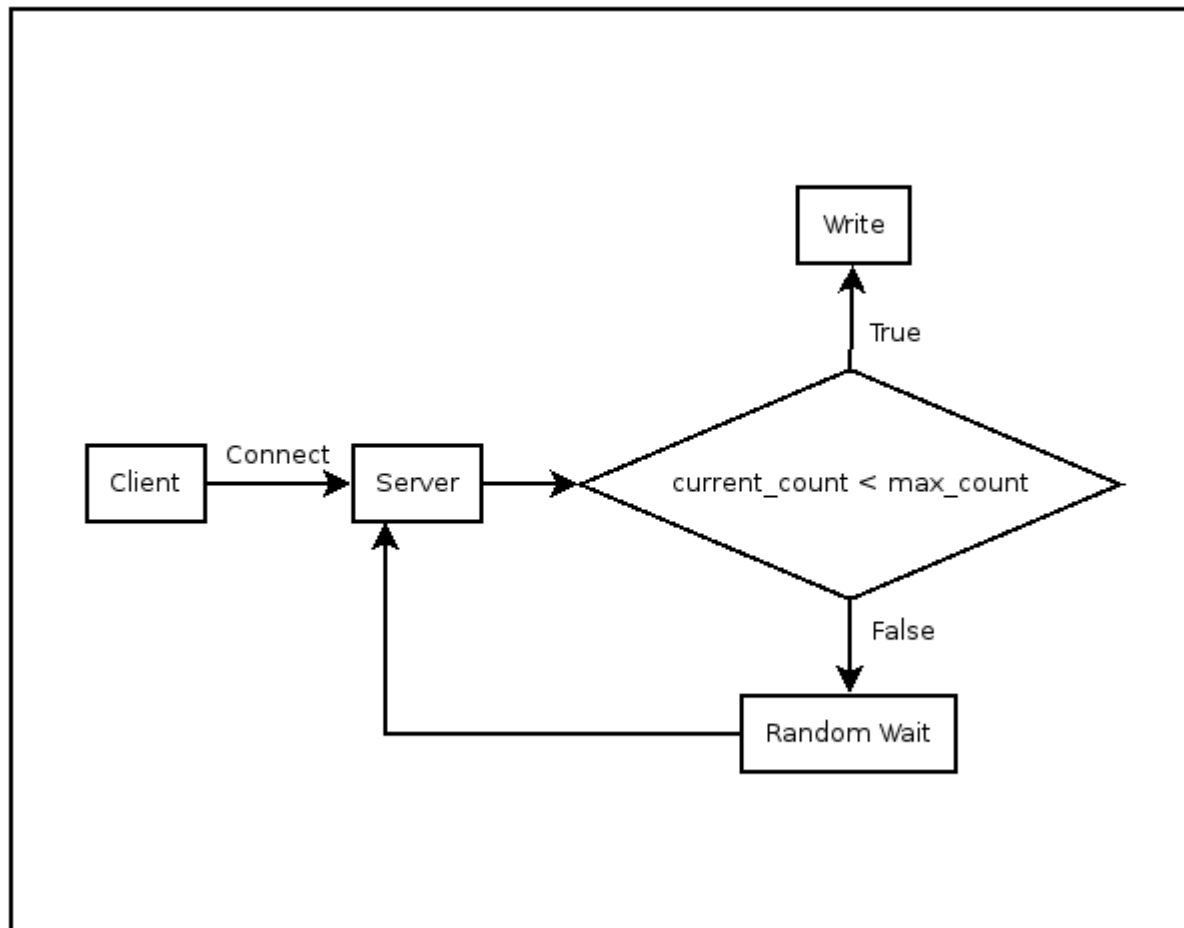 Write
True
Connect
Client
Server
current_count < max_count
False
Random Wait